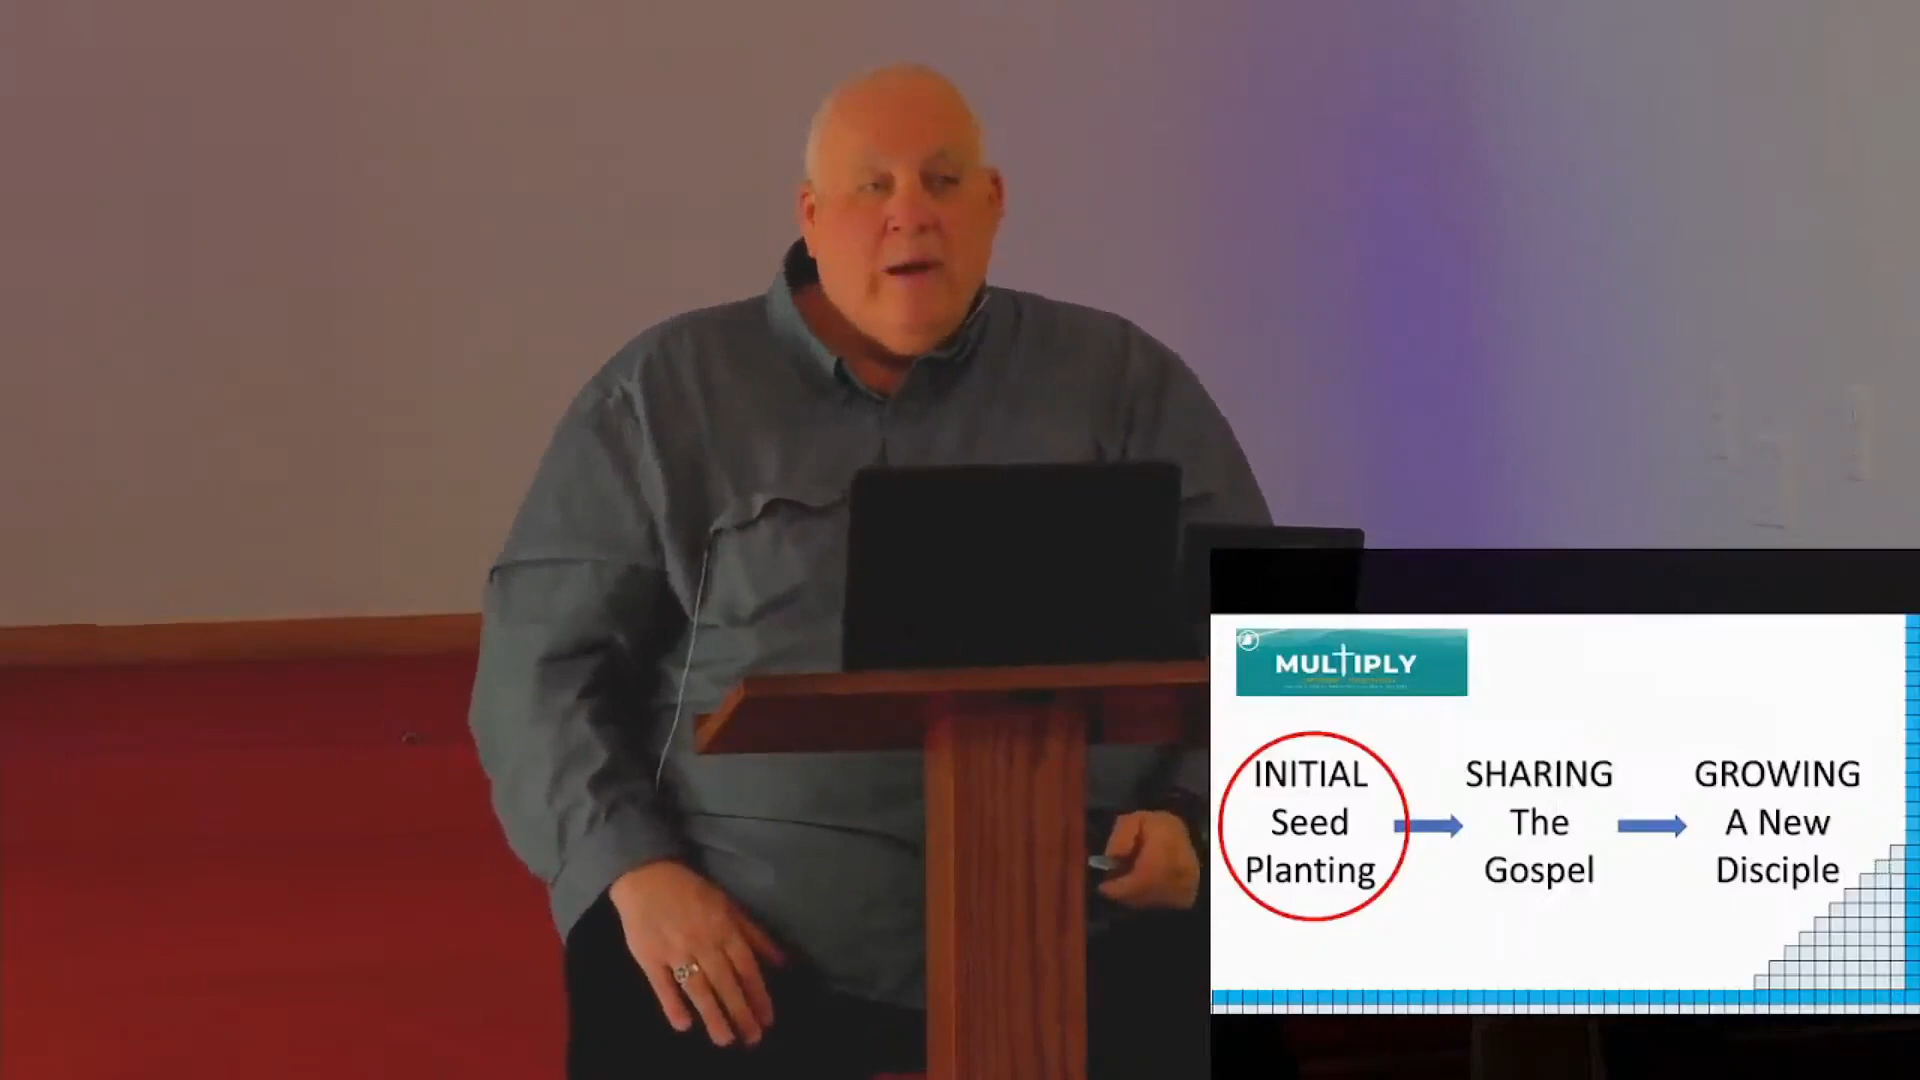 MULTIPLY
INITIAL
Seed
Planting
SHARING
The
Gospel
GROWING
A New
Disciple